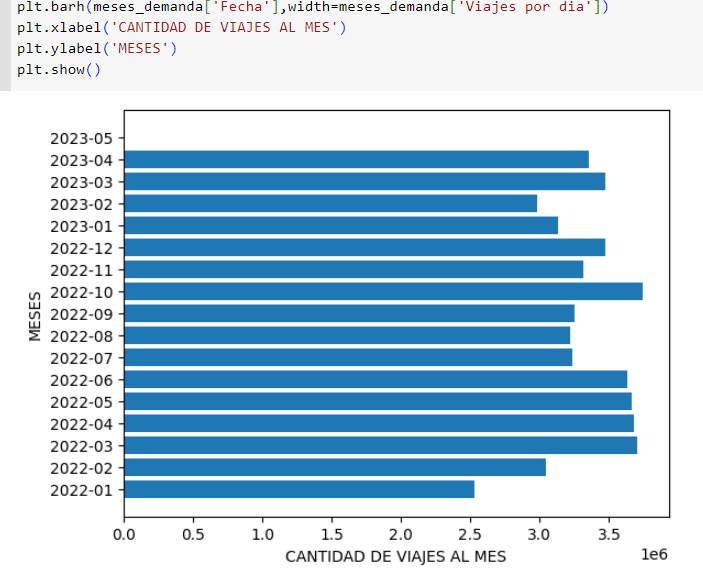 plt.barh(meses_demanda['Fecha'],width=meses_demanda['Viajes por dia'])
plt.xlabel('CANTIDAD DE VIAJES AL MES')
plt.ylabel('MESES')
plt.show()
2023-05
2023-04
2023-03
2023-02
2023-01
2022-12
2022-11
2022-10
2022-09
2022-08
2022-07
2022-06
2022-05
2022-04
2022-03
2022-02
2022-01
MESES
0.0 0.5 1.0 1.5 2.0 2.5 3.0 3.5
1e6
CANTIDAD DE VIAJES AL MES